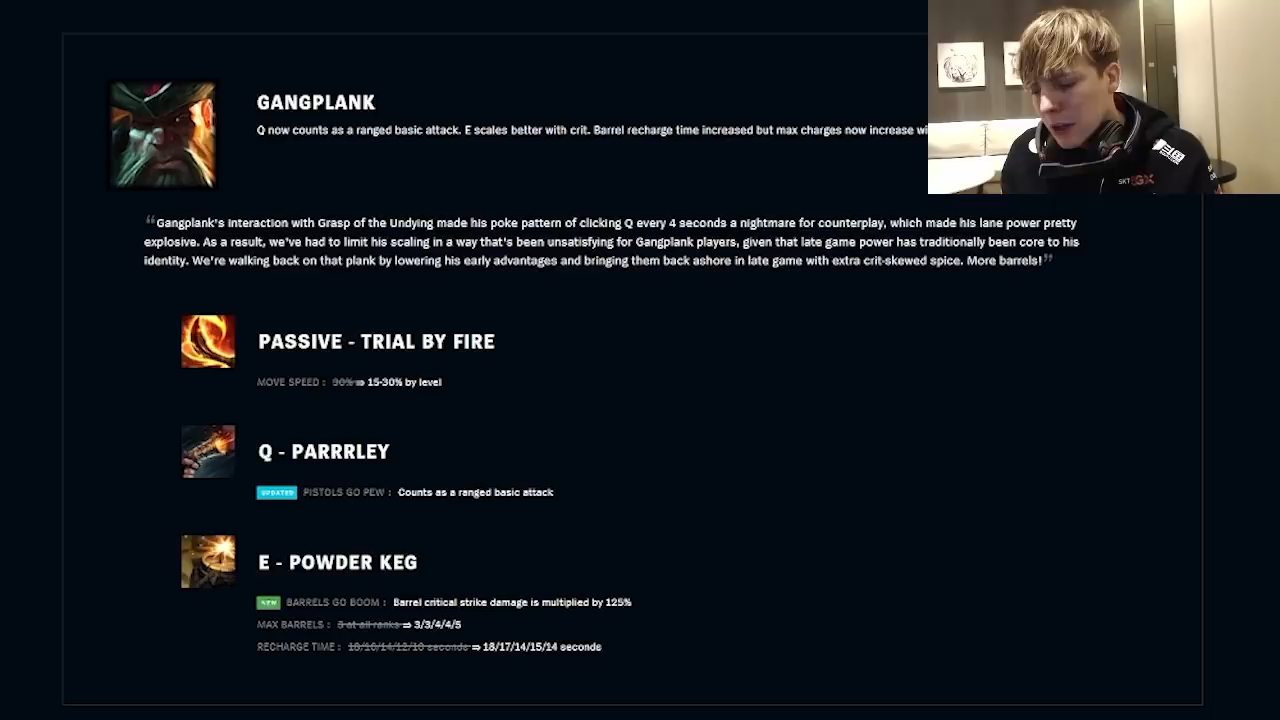 GANGPLANK
Q now counts as a ranged basic attack. E scales better with crit. Barrel recharge time increased but max charges now increase
“Gangplank's interaction with Grasp of the Undying made his poke pattern of clicking Q every 4 seconds a nightmare for counterplay, which made his lane power pretty
explosive. As a result, we've had to limit his scaling in a way that's been unsatisfying for Gangplank players, given that late game power has traditionally been core to his
identity. We're walking back on that plank by lowering his early advantages and bringing them back ashore in late game with extra crit-skewed spice. More barrels!”
PASSIVE - TRIAL BY FIRE
MOVE SPEED : 30% ⇒ 15-30% by level
Q - PARRRLEY
UPDATED PISTOLS GO PEW : Counts as a ranged basic attack
E - POWDER KEG
NEW BARRELS GO BOOM : Barrel critical strike damage is multiplied by 125%
MAX BARRELS : 3 at all ranks ⇒ 3/3/4/4/5
RECHARGE TIME : 18/16/14/12/10 seconds ⇒ 18/17/14/15/14 seconds
SKT